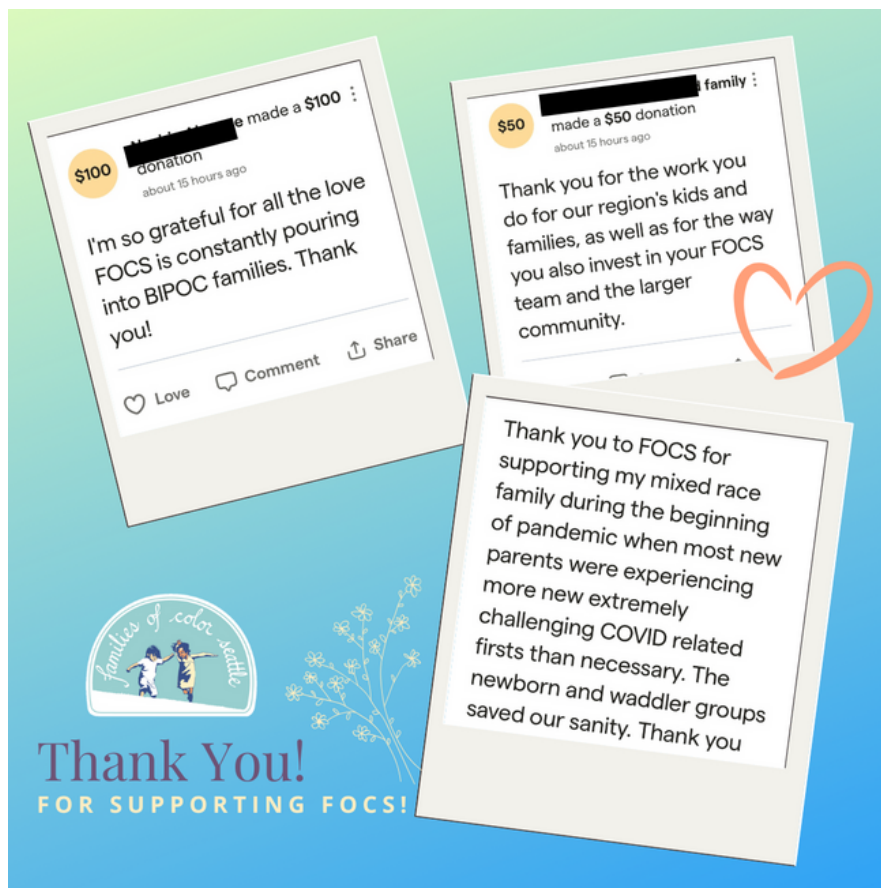 e made a $100
$100
donation
about 15 hours ago
I'm so grateful for all the love
FOCS is constantly pouring
into BIPOC families. Thank
you!
Love Comment Share
family
$50
made a $50 donation
about 15 hours ago
Thank you for the work you
do for our region's kids and
families, as well as for the way
you also invest in your FOCS
team and the larger
community.
Thank you to FOCS for
supporting my mixed race
family during the beginning
of pandemic when most new
parents were experiencing
more new extremely
challenging COVID related
firsts than necessary. The
newborn and waddler groups
saved our sanity. Thank you
families of color seattle
Thank You!
FOR SUPPORTING FOCS!